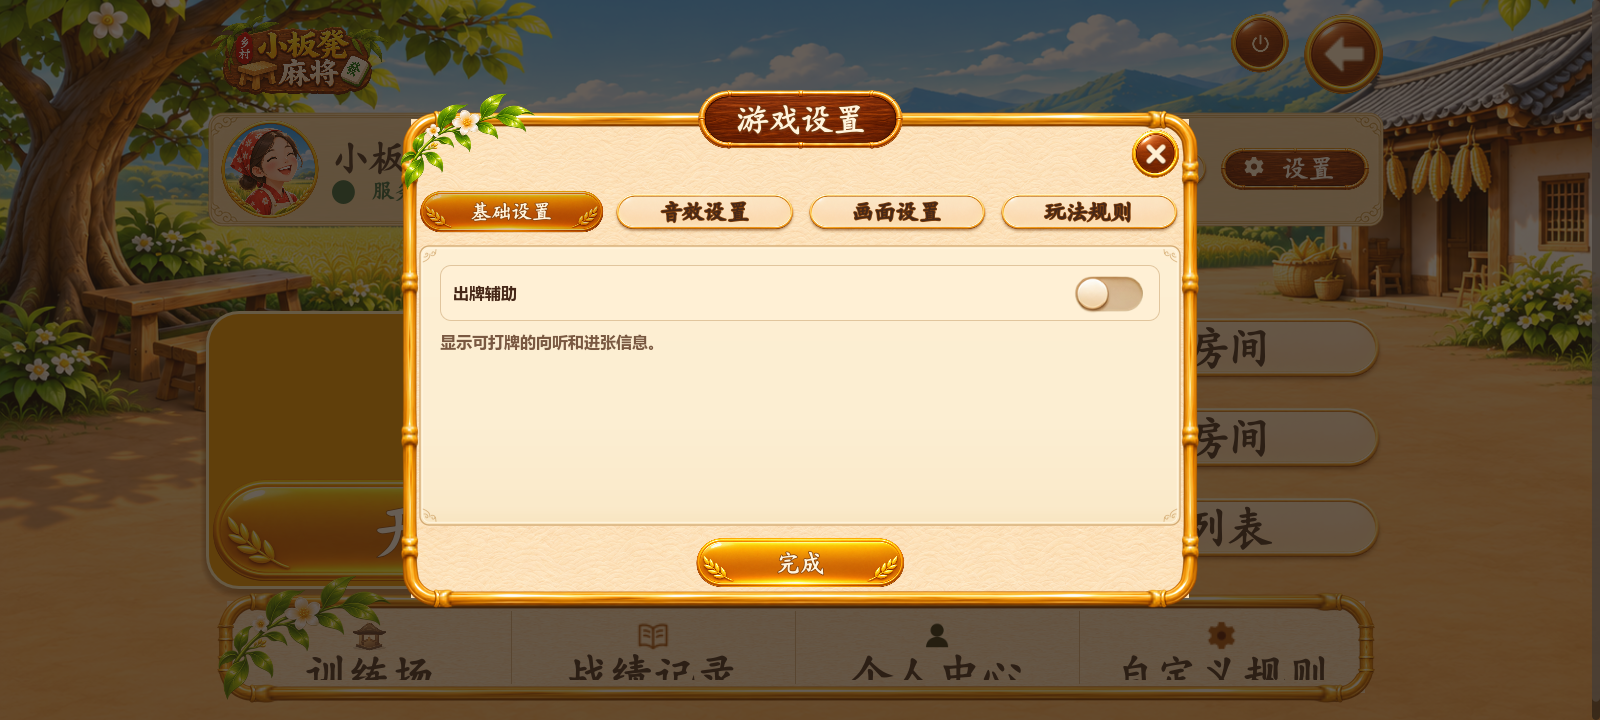 乡村
小板凳
麻将
發
游戏设置
小板
服务
设置
基础设置
音效设置
画面设置
玩法规则
出牌辅助
显示可打牌的向听和进张信息。
房间
房间
列表
完成
训练场
战绩记录
个人中心
自定义规则